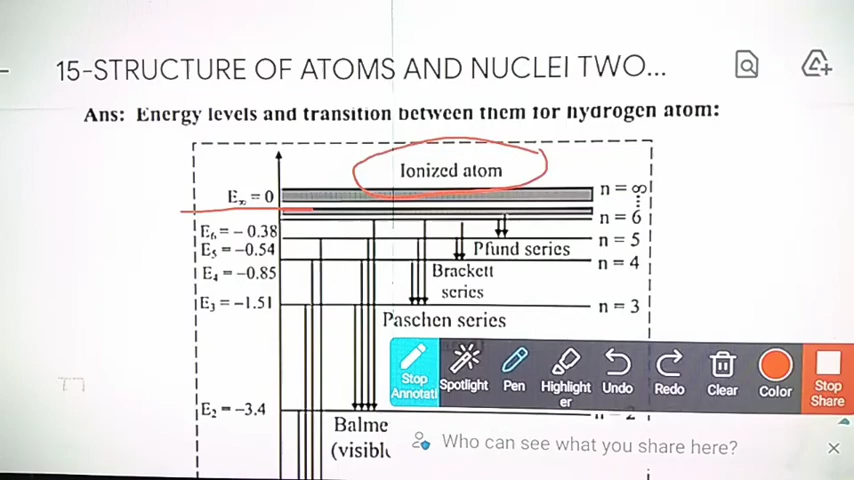 15-STRUCTURE OF ATOMS AND NUCLEI TWO...
Ans: Energy levels and transition between them for hydrogen atom:
Ionized atom
E∞ = 0
n = ∞
n = 6
E₆ = - 0.38
n = 5
E₅ = -0.54
Pfund series
n = 4
E₄ = -0.85
Brackett
series
E₃ = -1.51
n = 3
Paschen series
Stop Annotati
Spotlight
Pen
Highlight er
Undo
Redo
Clear
Color
Stop Share
E₂ = -3.4
Balme
(visible
Who can see what you share here?